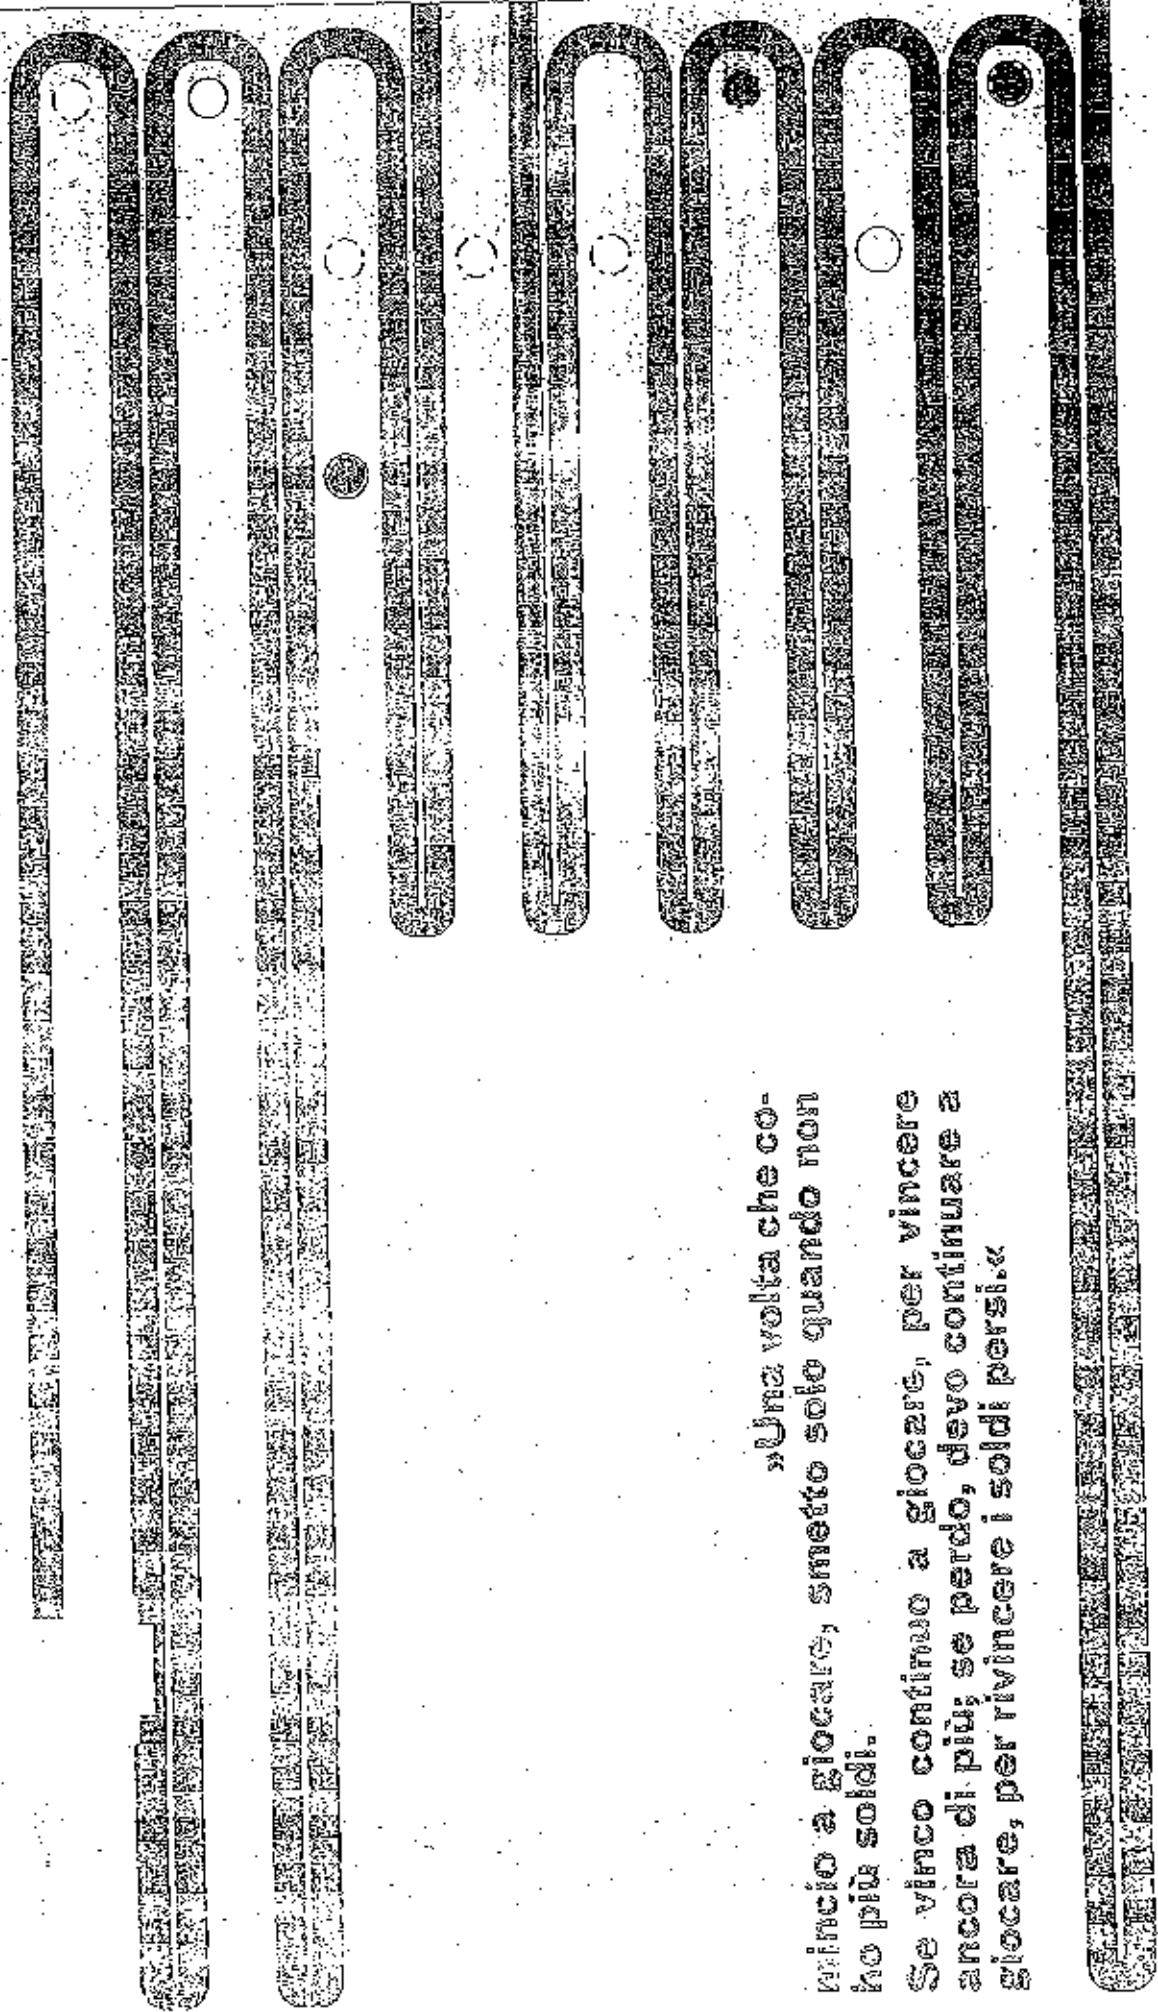 »Una volta che co-
mincio a giocare, smetto solo quando non
ho più soldi.
Se vinco continuo a giocare, per vincere
ancora di più; se perdo, devo continuare a
giocare, per rivincere i soldi persi.«